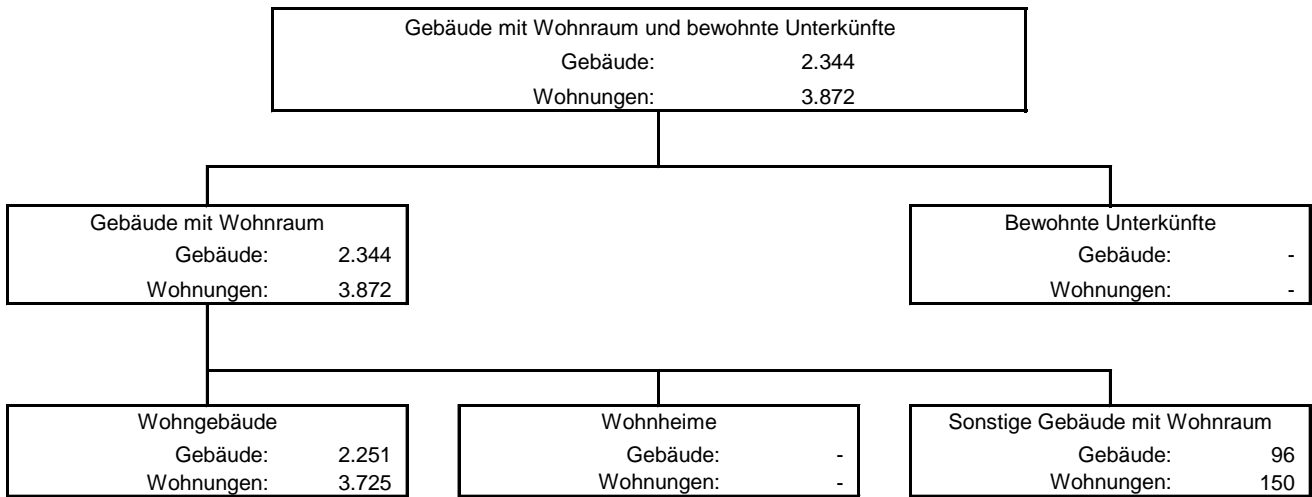 Gebäude mit Wohnraum und bewohnte Unterkünfte
Gebäude: 2.344
Wohnungen: 3.872
Gebäude mit Wohnraum
Gebäude: 2.344
Wohnungen: 3.872
Bewohnte Unterkünfte
Gebäude: -
Wohnungen: -
Wohngebäude
Gebäude: 2.251
Wohnungen: 3.725
Wohnheime
Gebäude: -
Wohnungen: -
Sonstige Gebäude mit Wohnraum
Gebäude: 96
Wohnungen: 150